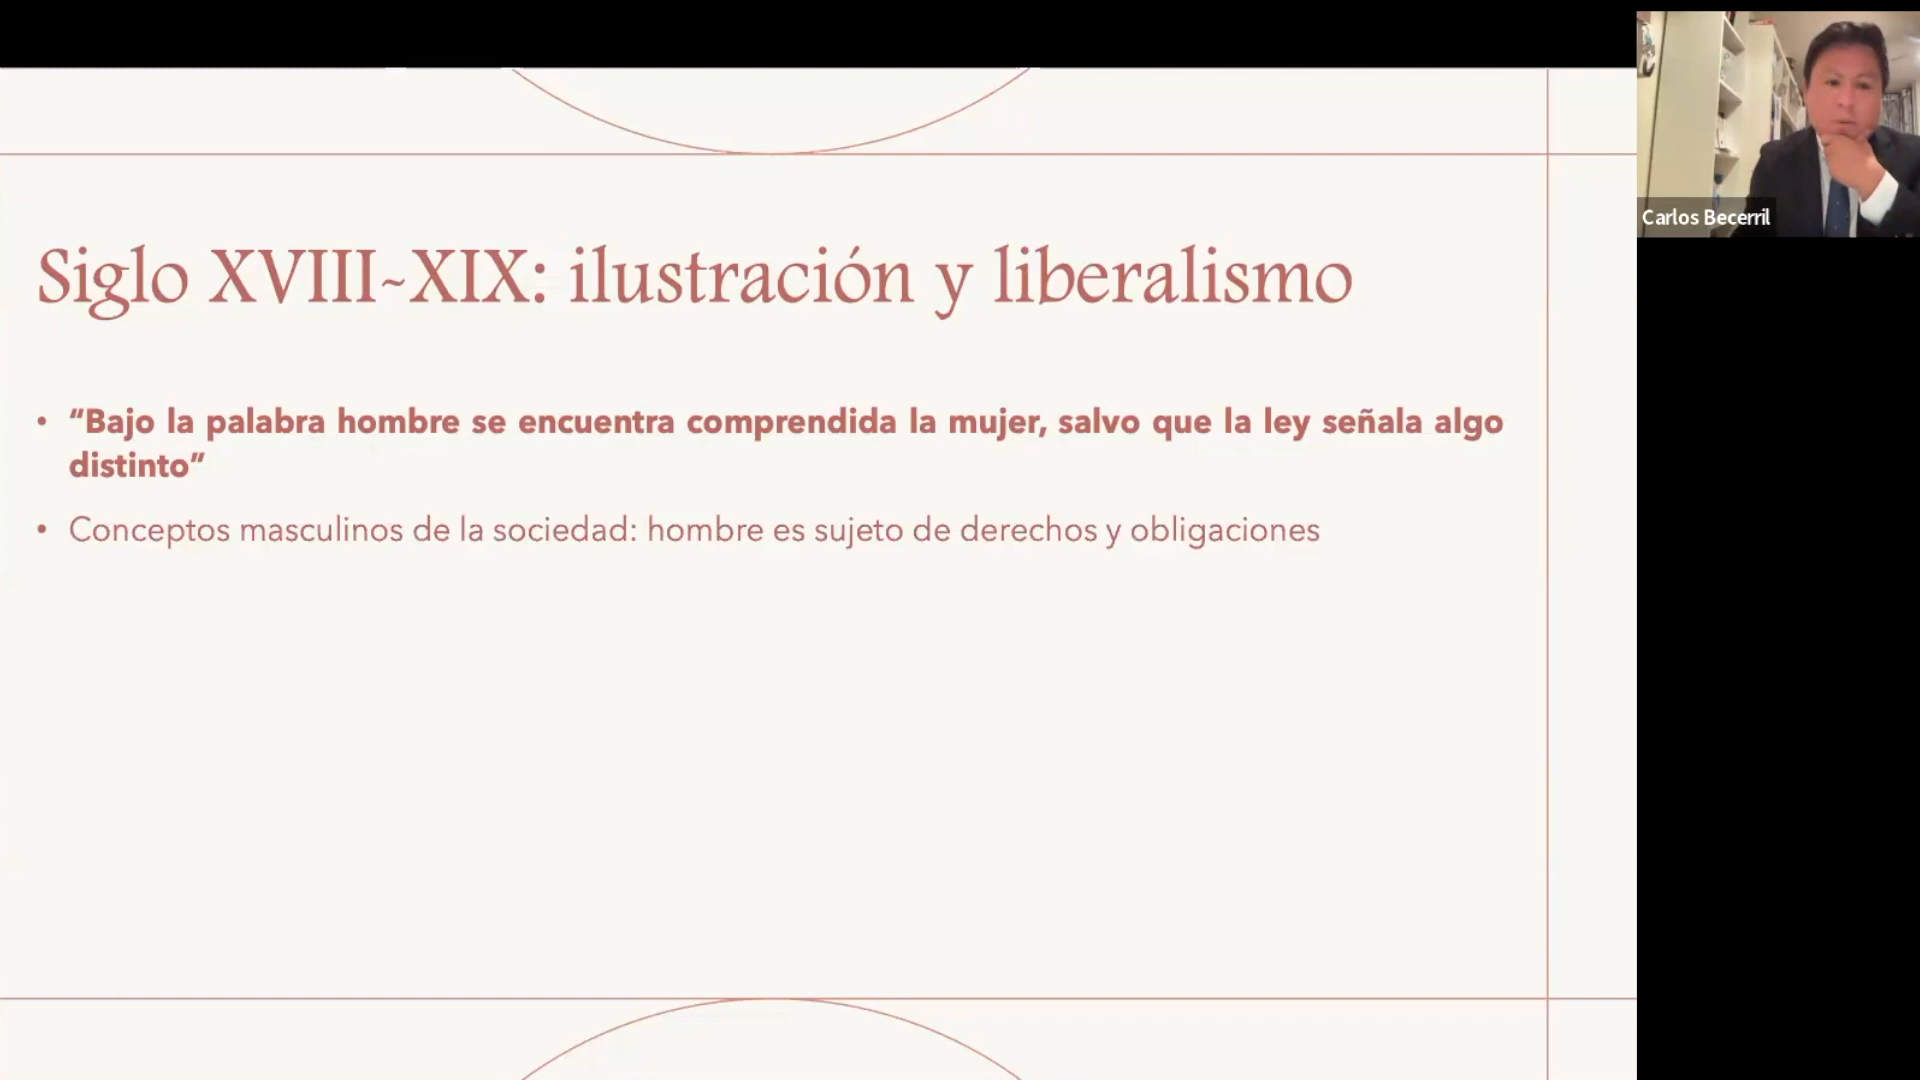 Siglo XVIII-XIX: ilustración y liberalismo
• “Bajo la palabra hombre se encuentra comprendida la mujer, salvo que la ley señala algo
distinto”
• Conceptos masculinos de la sociedad: hombre es sujeto de derechos y obligaciones
Carlos Becerril